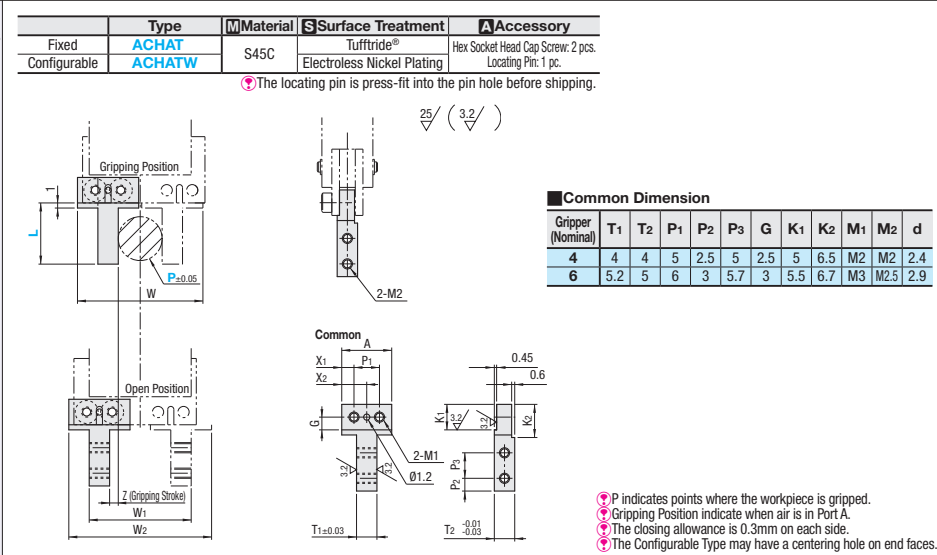 Type M Material S Surface Treatment A Accessory
Fixed ACHAT S45C Tufftride® Hex Socket Head Cap Screw: 2 pcs.
Configurable ACHATW Electroless Nickel Plating Locating Pin: 1 pc.
The locating pin is press-fit into the pin hole before shipping.
25 ( 3.2 )
Gripping Position
1
L
P±0.05
W
2-M2
■Common Dimension
Gripper (Nominal) T1 T2 P1 P2 P3 G K1 K2 M1 M2 d
4 4 4 5 2.5 5 2.5 5 6.5 M2 M2 2.4
6 5.2 5 6 3 5.7 3 5.5 6.7 M3 M2.5 2.9
Open Position
Z (Gripping Stroke)
W1
W2
Common
A
X1 P1
X2
G
2-M1
Ø1.2
3.2 3.2
T1±0.03
0.45
0.6
K1 3.2 3.2 K2
P3
P2
T2 -0.01 -0.03
P indicates points where the workpiece is gripped.
Gripping Position indicate when air is in Port A.
The closing allowance is 0.3mm on each side.
The Configurable Type may have a centering hole on end faces.